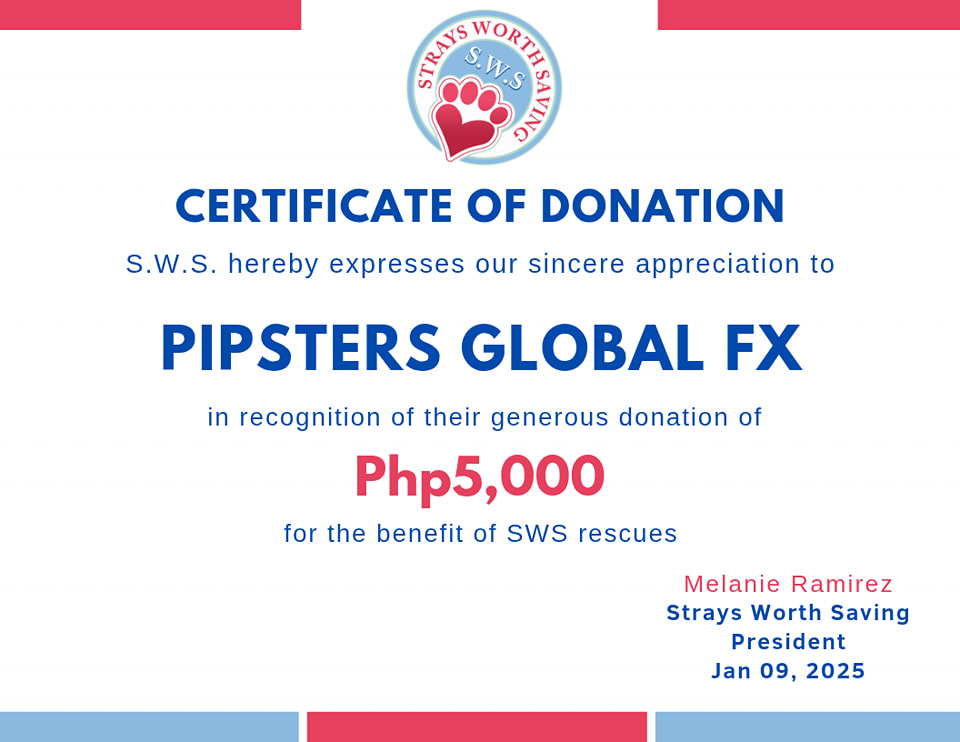 STRAYS WORTH SAVING
S.W.S
CERTIFICATE OF DONATION
S.W.S. hereby expresses our sincere appreciation to
PIPSTERS GLOBAL FX
in recognition of their generous donation of
Php5,000
for the benefit of SWS rescues
Melanie Ramirez
Strays Worth Saving
President
Jan 09, 2025